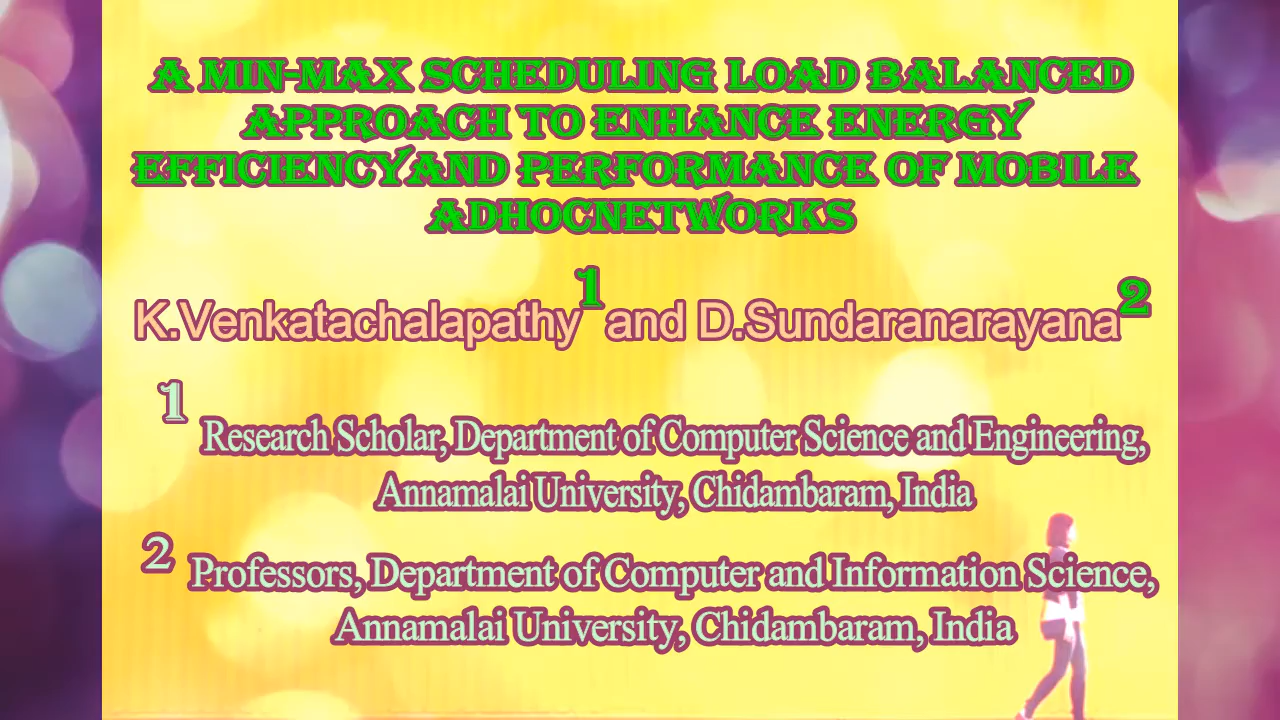 A MIN-MAX SCHEDULING LOAD BALANCED
APPROACH TO ENHANCE ENERGY
EFFICIENCYAND PERFORMANCE OF MOBILE
ADHOCNETWORKS
K.Venkatachalapathy1 and D.Sundaranarayana2
1 Research Scholar, Department of Computer Science and Engineering,
Annamalai University, Chidambaram, India
2 Professors, Department of Computer and Information Science,
Annamalai University, Chidambaram, India